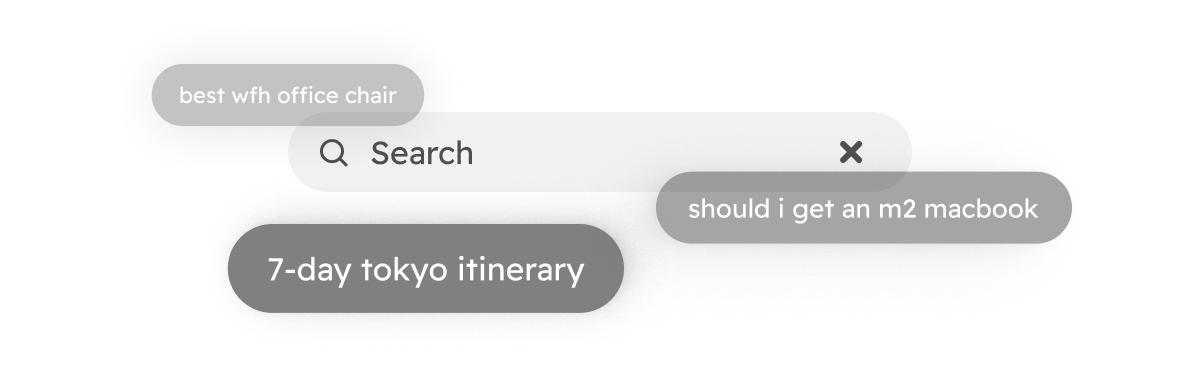 best wfh office chair
Search
should i get an m2 macbook
7-day tokyo itinerary